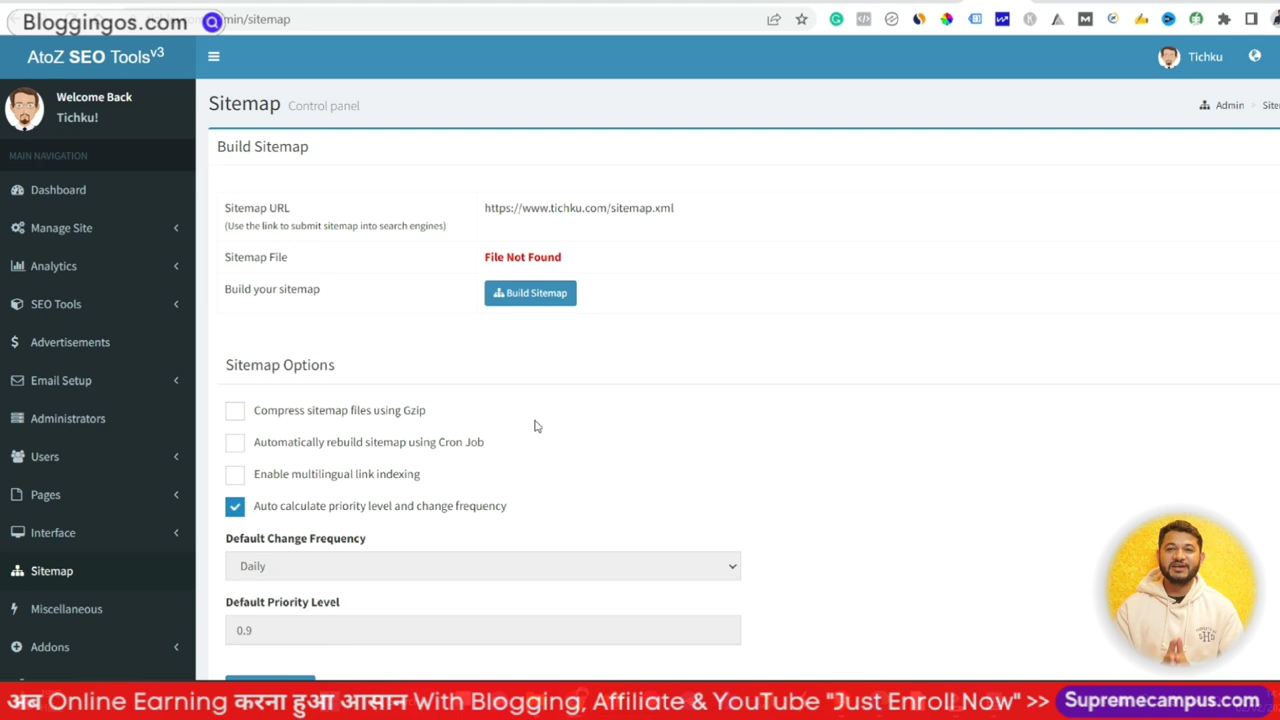 Bloggingos.com
min/sitemap
AtoZ SEO Tools v3
Tichku
Welcome Back
Tichku!
Sitemap Control panel
Admin > Site
MAIN NAVIGATION
Build Sitemap
Dashboard
Sitemap URL
https://www.tichku.com/sitemap.xml
(Use the link to submit sitemap into search engines)
Manage Site
Sitemap File
File Not Found
Analytics
Build your sitemap
Build Sitemap
SEO Tools
Advertisements
Sitemap Options
Email Setup
Compress sitemap files using Gzip
Administrators
Automatically rebuild sitemap using Cron Job
Users
Enable multilingual link indexing
Pages
Auto calculate priority level and change frequency
Interface
Default Change Frequency
Daily
Sitemap
Default Priority Level
Miscellaneous
0.9
Addons
अब Online Earning करना हुआ आसान With Blogging, Affiliate & YouTube "Just Enroll Now" >> Supremecampus.com